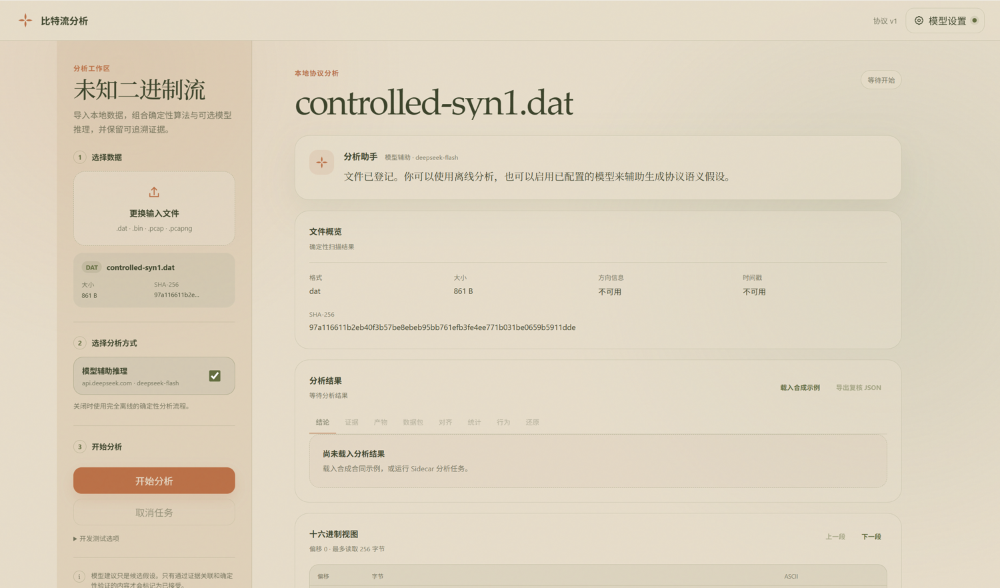 比特流分析
协议 v1
模型设置
分析工作区
未知二进制流
导入本地数据，组合确定性算法与可选模型
推理，并保留可追溯证据。
1 选择数据
更换输入文件
.dat · .bin · .pcap · .pcapng
DAT controlled-syn1.dat
大小 SHA-256
861 B 97a116611b2e...
2 选择分析方式
模型辅助推理
api.deepseek.com · deepseek-flash
关闭时使用完全离线的确定性分析流程。
3 开始分析
开始分析
取消任务
开发测试选项
模型建议只是候选假设。只有通过证据关联和确定
性验证的内容才会标记为已接受。
本地协议分析
controlled-syn1.dat
等待开始
分析助手 模型辅助 · deepseek-flash
文件已登记。你可以使用离线分析，也可以启用已配置的模型来辅助生成协议语义假设。
文件概览
确定性扫描结果
格式 大小 方向信息 时间戳
dat 861 B 不可用 不可用
SHA-256
97a116611b2eb40f3b57be8ebeb95bb761efb3fe4ee771b031be0659b5911dde
分析结果
等待分析结果
载入合成示例 导出复核 JSON
结论 证据 产物 数据包 对齐 统计 行为 还原
尚未载入分析结果
载入合成合同示例，或运行 Sidecar 分析任务。
十六进制视图
偏移 0 · 最多读取 256 字节
上一段 下一段
偏移 字节 ASCII